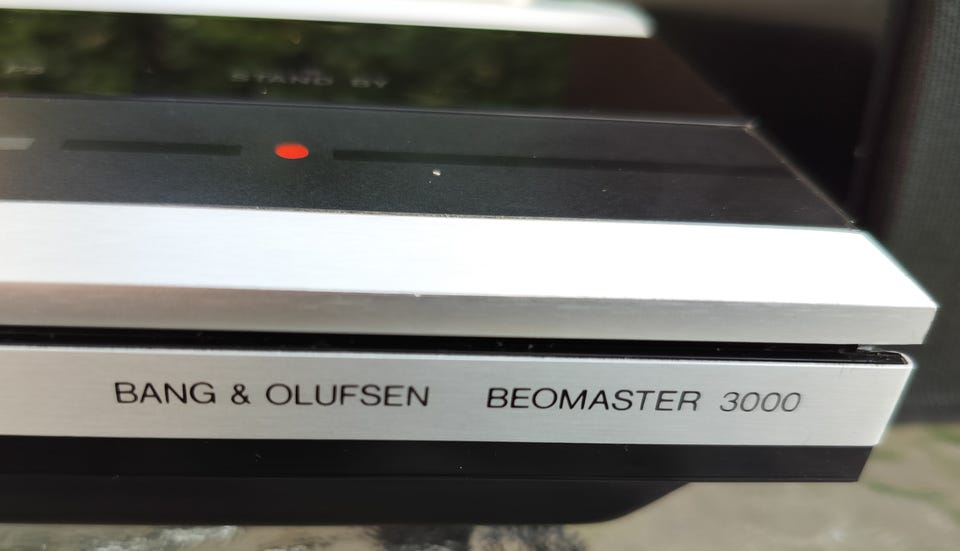 STAND BY
BANG & OLUFSEN BEOMASTER 3000